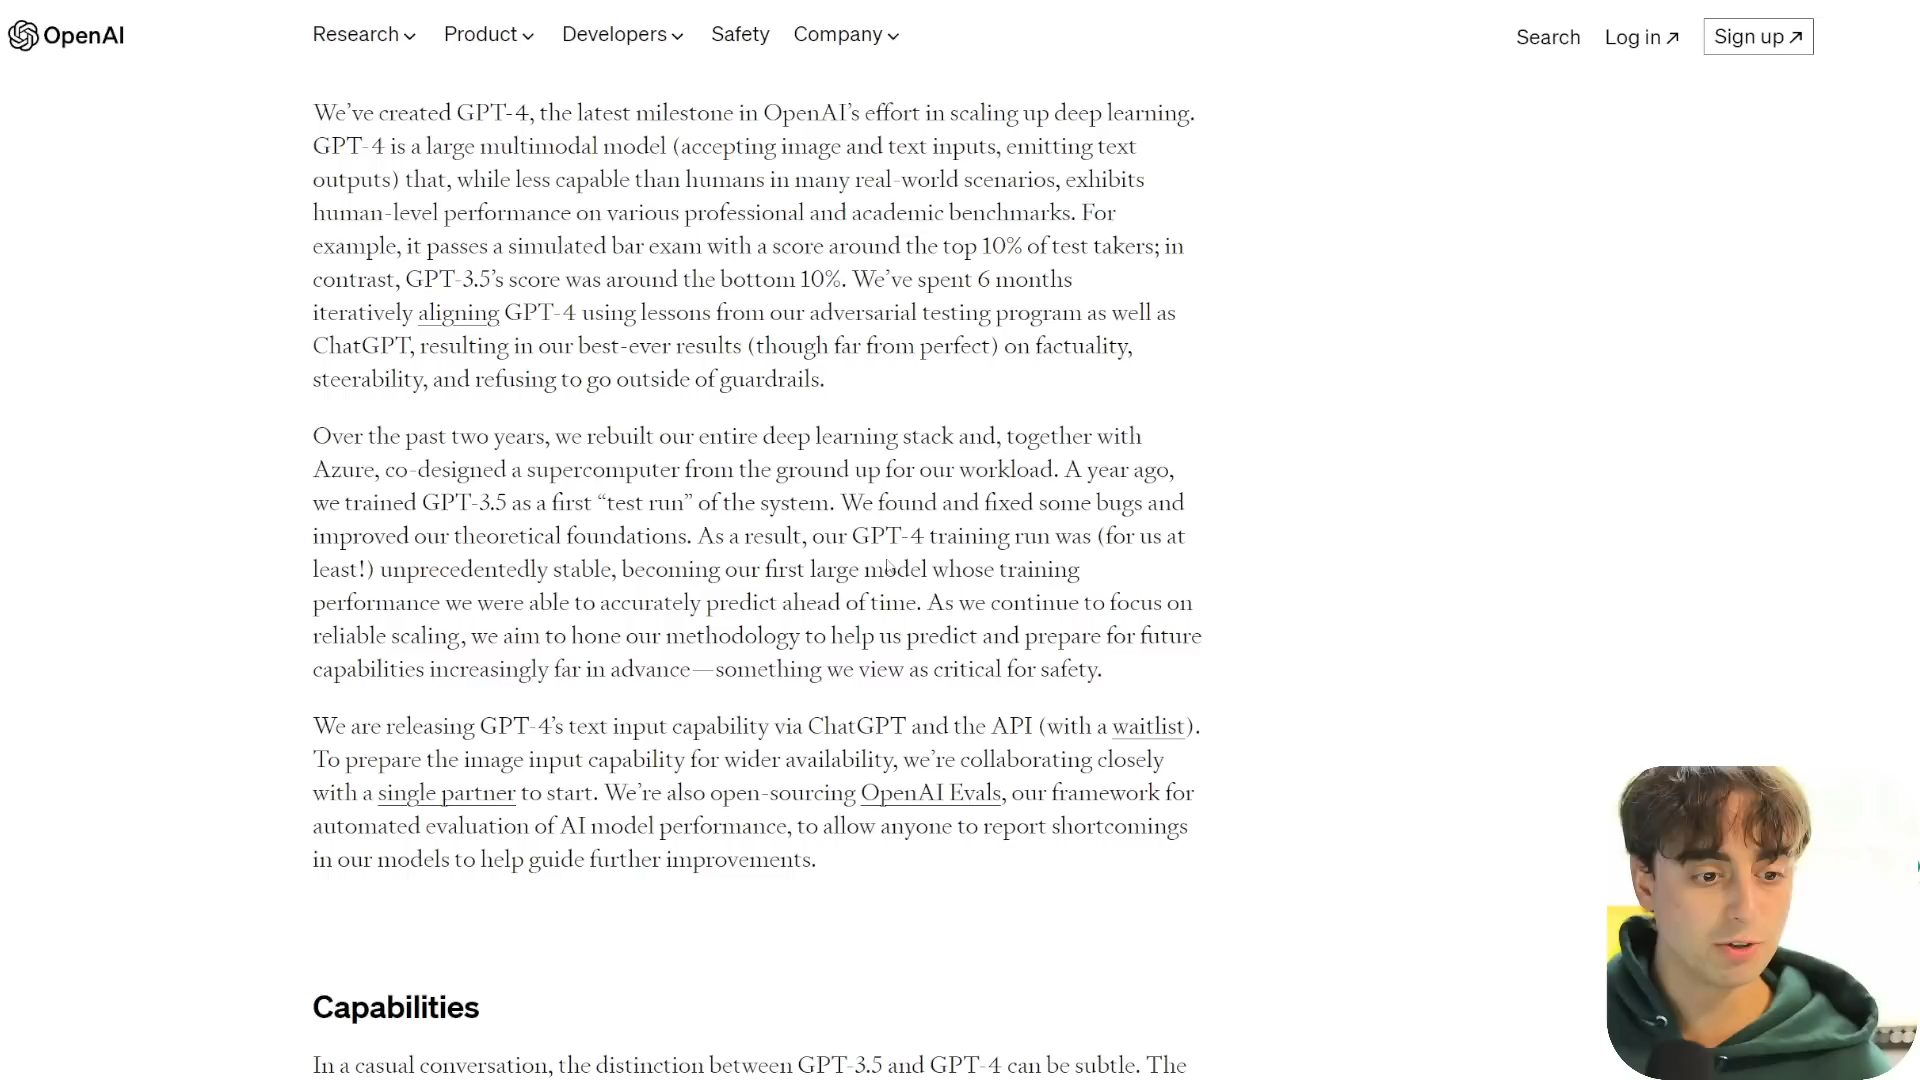 OpenAI
Research
Product
Developers
Safety
Company
Search
Log in ↗
Sign up ↗
We’ve created GPT-4, the latest milestone in OpenAI’s effort in scaling up deep learning.
GPT-4 is a large multimodal model (accepting image and text inputs, emitting text
outputs) that, while less capable than humans in many real-world scenarios, exhibits
human-level performance on various professional and academic benchmarks. For
example, it passes a simulated bar exam with a score around the top 10% of test takers; in
contrast, GPT-3.5’s score was around the bottom 10%. We’ve spent 6 months
iteratively aligning GPT-4 using lessons from our adversarial testing program as well as
ChatGPT, resulting in our best-ever results (though far from perfect) on factuality,
steerability, and refusing to go outside of guardrails.
Over the past two years, we rebuilt our entire deep learning stack and, together with
Azure, co-designed a supercomputer from the ground up for our workload. A year ago,
we trained GPT-3.5 as a first “test run” of the system. We found and fixed some bugs and
improved our theoretical foundations. As a result, our GPT-4 training run was (for us at
least!) unprecedentedly stable, becoming our first large model whose training
performance we were able to accurately predict ahead of time. As we continue to focus on
reliable scaling, we aim to hone our methodology to help us predict and prepare for future
capabilities increasingly far in advance—something we view as critical for safety.
We are releasing GPT-4’s text input capability via ChatGPT and the API (with a waitlist).
To prepare the image input capability for wider availability, we’re collaborating closely
with a single partner to start. We’re also open-sourcing OpenAI Evals, our framework for
automated evaluation of AI model performance, to allow anyone to report shortcomings
in our models to help guide further improvements.
Capabilities
In a casual conversation, the distinction between GPT-3.5 and GPT-4 can be subtle. The